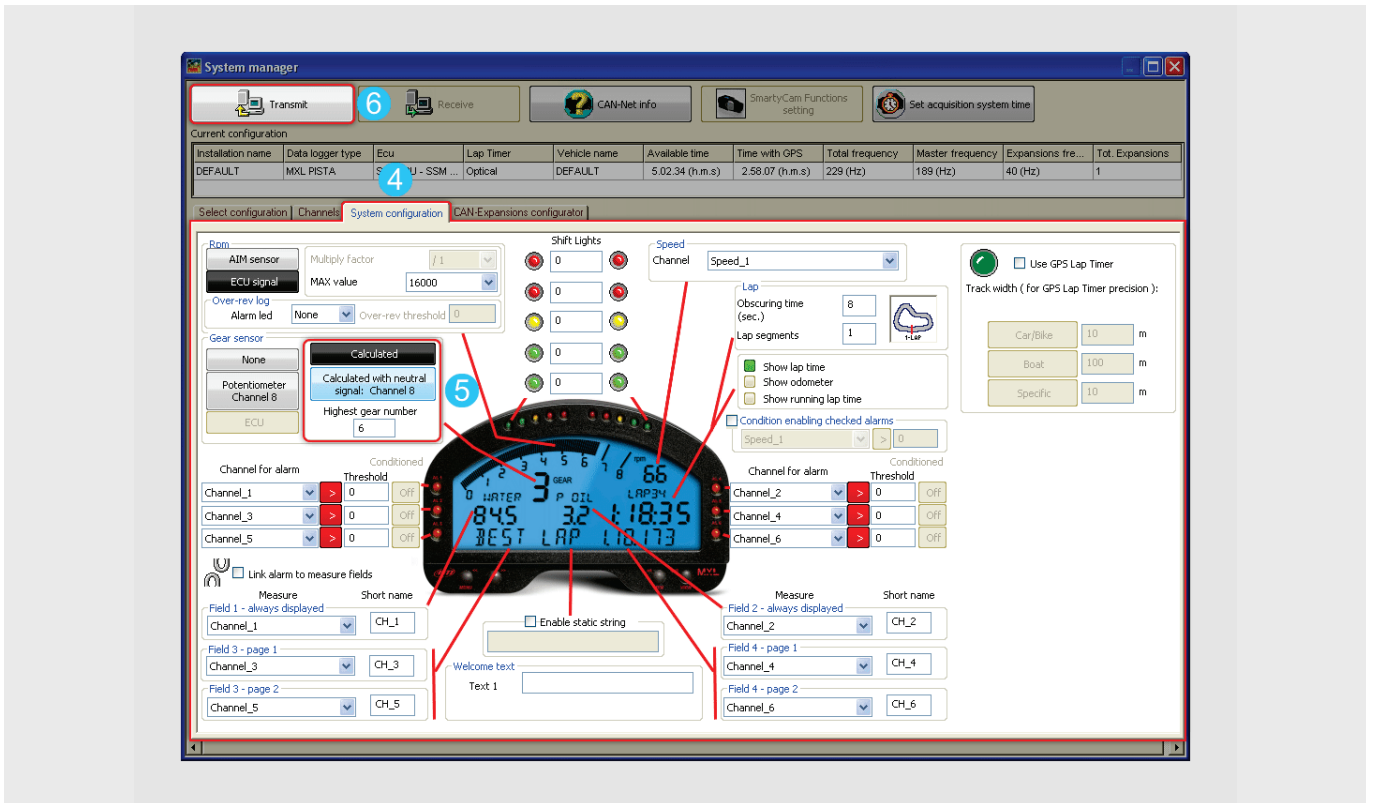 System manager
Transmit
6
Receive
CAN-Net info
SmartyCam Functions
setting
Set acquisition system time
Current configuration
Installation name Data logger type Ecu Lap Timer Vehicle name Available time Time with GPS Total frequency Master frequency Expansions fre... Tot. Expansions
DEFAULT MXL PISTA - SSM ... Optical DEFAULT 5.02.34 (h.m.s) 2.58.07 (h.m.s) 229 (Hz) 189 (Hz) 40 (Hz) 1
4
Select configuration Channels System configuration CAN-Expansions configurator
Rpm
AIM sensor
Multiply factor / 1
ECU signal
MAX value 16000
Over-rev log
Alarm led None Over-rev threshold 0
Gear sensor
None
Potentiometer
Channel 8
ECU
Calculated
Calculated with neutral
signal: Channel 8
Highest gear number
6
5
Shift Lights
0
0
0
0
0
Speed
Channel Speed_1
Lap
Obscuring time
(sec.)
8
Lap segments 1
1-LAP
Show lap time
Show odometer
Show running lap time
Condition enabling checked alarms
Speed_1 > 0
Use GPS Lap Timer
Track width ( for GPS Lap Timer precision ):
Car/Bike 10 m
Boat 100 m
Specific 10 m
Channel for alarm
Conditioned
Threshold
Channel_1 > 0 Off
Channel_3 > 0 Off
Channel_5 > 0 Off
0 1 2 3 4 5 6 7 8 rpm
66
3 GEAR
WATER P OIL LAP34
84.5 3.2 1:18:35
BEST LAP 1.18.173
MXL
Channel for alarm
Conditioned
Threshold
Channel_2 > 0 Off
Channel_4 > 0 Off
Channel_6 > 0 Off
Link alarm to measure fields
Measure Short name
Field 1 - always displayed
Channel_1 CH_1
Field 3 - page 1
Channel_3 CH_3
Field 3 - page 2
Channel_5 CH_5
Enable static string
Welcome text
Text 1
Measure Short name
Field 2 - always displayed
Channel_2 CH_2
Field 4 - page 1
Channel_4 CH_4
Field 4 - page 2
Channel_6 CH_6